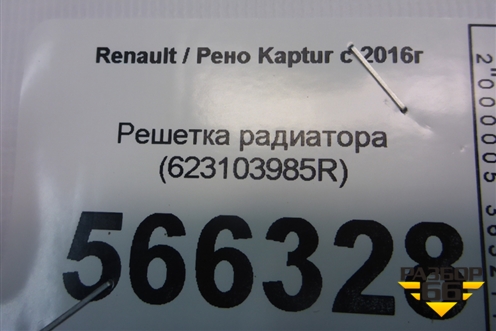 Renault / Рено Kaptur с 2016г
Решетка радиатора
(623103985R)
566328
РАЗБОР
66